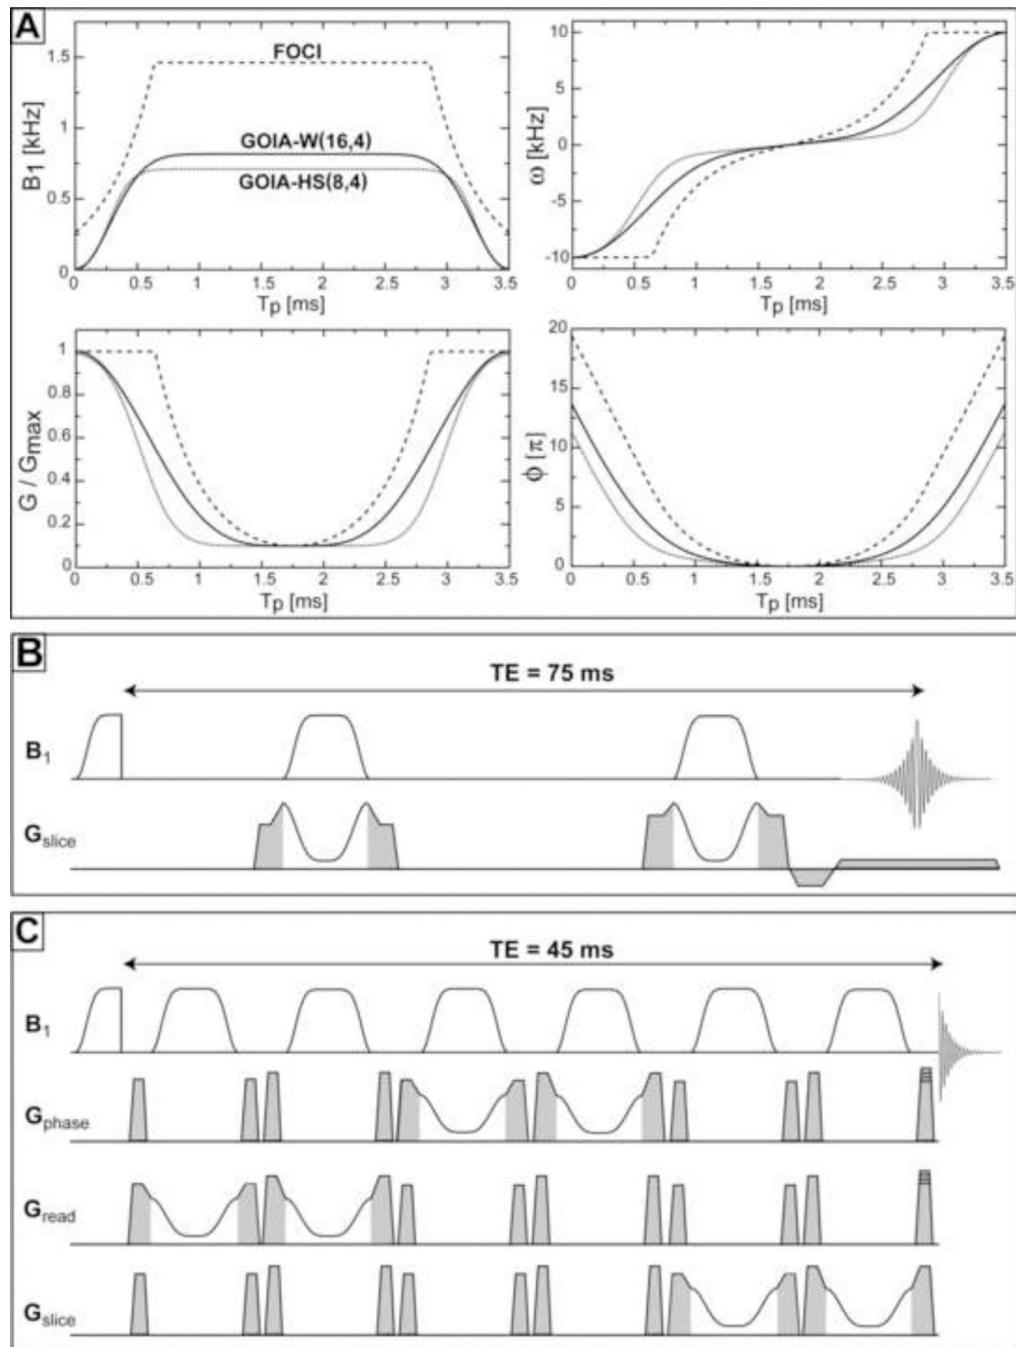 A
FOCI
GOIA-W(16,4)
GOIA-HS(8,4)
B1 [kHz]
0
0.5
1
1.5
0 0.5 1 1.5 2 2.5 3 3.5
Tp [ms]
ω [kHz]
10
5
0
-5
-10
0 0.5 1 1.5 2 2.5 3 3.5
Tp [ms]
G / Gmax
1
0.8
0.6
0.4
0.2
0
0 0.5 1 1.5 2 2.5 3 3.5
Tp [ms]
ϕ [π]
20
15
10
5
0
0 0.5 1 1.5 2 2.5 3 3.5
Tp [ms]
B
TE = 75 ms
B1
Gslice
C
TE = 45 ms
B1
Gphase
Gread
Gslice